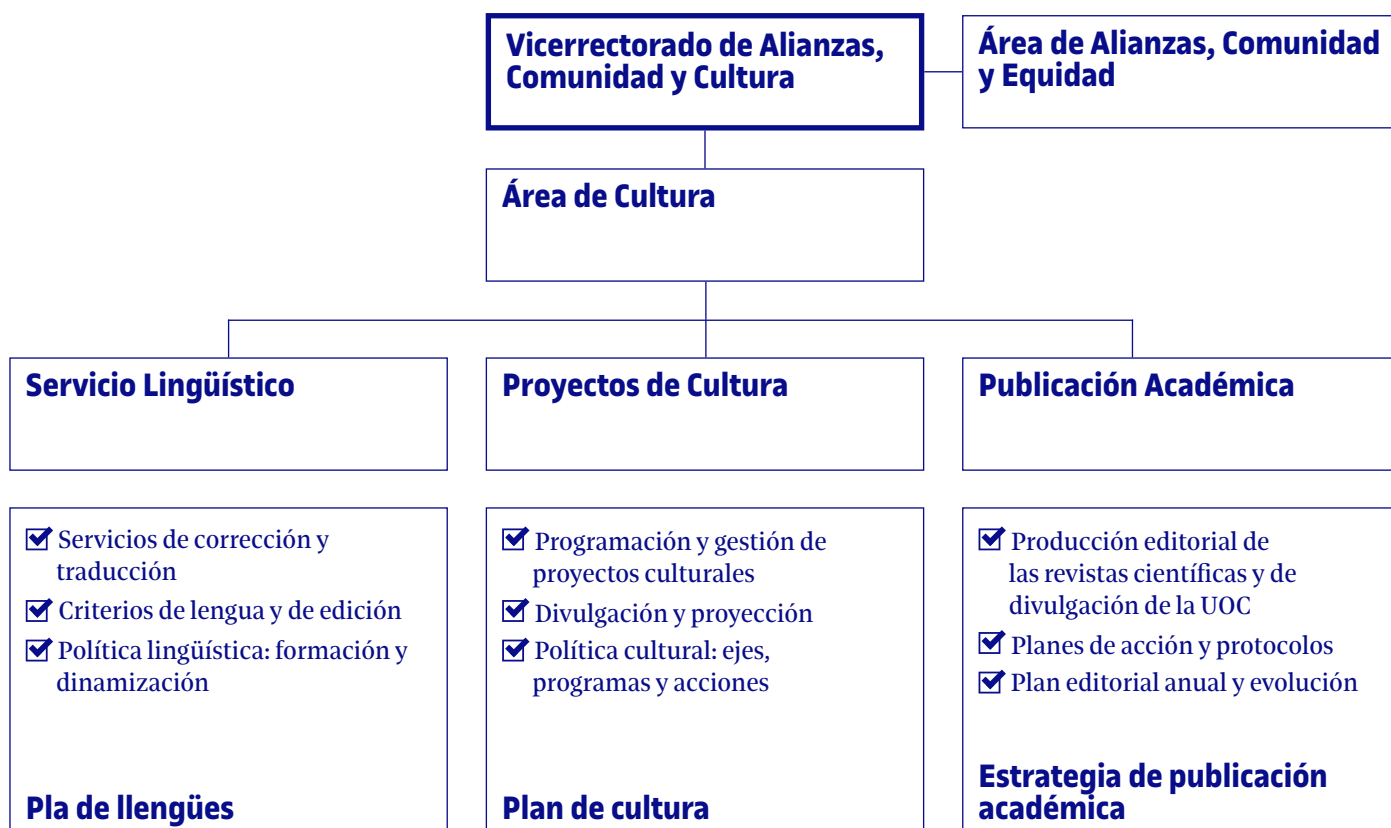 Vicerrectorado de Alianzas,
Comunidad y Cultura
Área de Alianzas, Comunidad
y Equidad
Área de Cultura
Servicio Lingüístico
Proyectos de Cultura
Publicación Académica
Servicios de corrección y
traducción
Criterios de lengua y de edición
Política lingüística: formación y
dinamización
Pla de llengües
Programación y gestión de
proyectos culturales
Divulgación y proyección
Política cultural: ejes,
programas y acciones
Plan de cultura
Producción editorial de
las revistas científicas y de
divulgación de la UOC
Planes de acción y protocolos
Plan editorial anual y evolución
Estrategia de publicación
académica